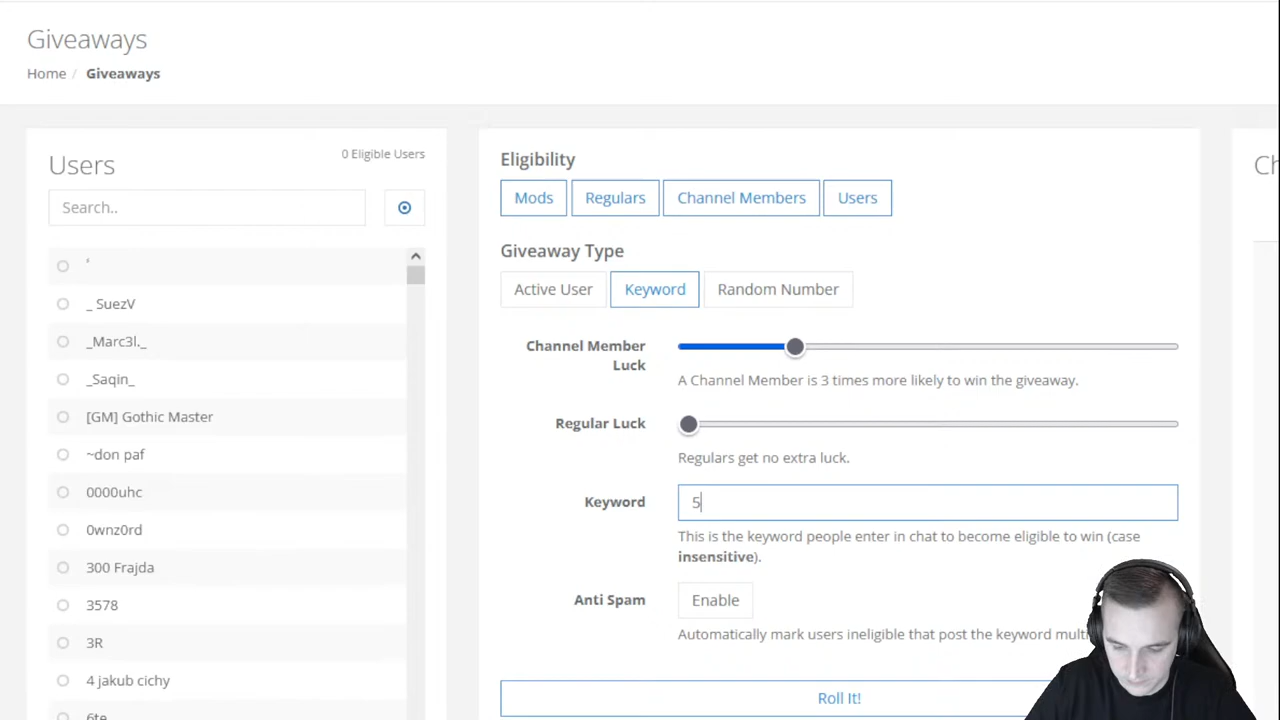 Giveaways
Home / Giveaways
Users
0 Eligible Users
Search..
'
_ SuezV
_Marc3l._
_Saqin_
[GM] Gothic Master
~don paf
0000uhc
0wnz0rd
300 Frajda
3578
3R
4 jakub cichy
6te
Eligibility
Mods
Regulars
Channel Members
Users
Giveaway Type
Active User
Keyword
Random Number
Channel Member
Luck
A Channel Member is 3 times more likely to win the giveaway.
Regular Luck
Regulars get no extra luck.
Keyword
5
This is the keyword people enter in chat to become eligible to win (case
insensitive).
Anti Spam
Enable
Automatically mark users ineligible that post the keyword
Roll It!